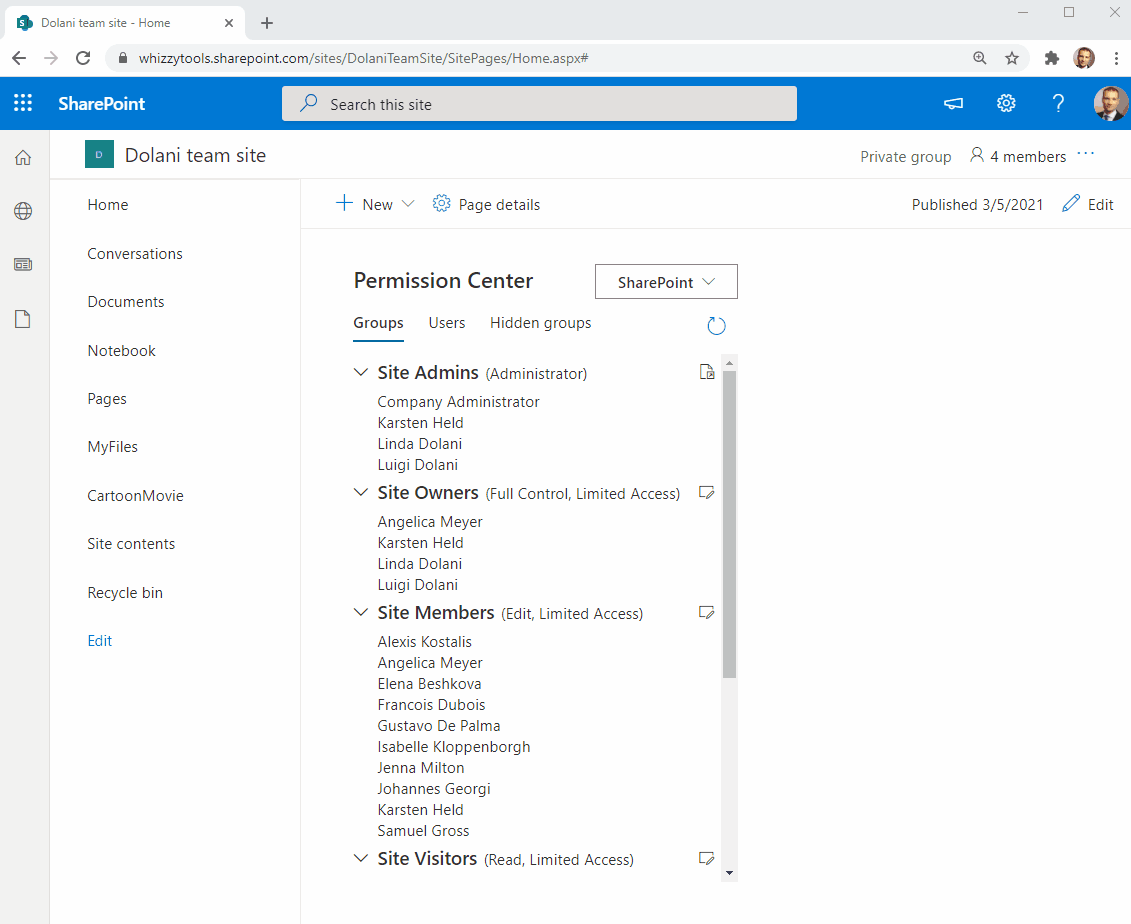 Dolani team site - Home
whizzytools.sharepoint.com/sites/DolaniTeamSite/SitePages/Home.aspx#
SharePoint
Search this site
D
Dolani team site
Private group
4 members
Home
Conversations
Documents
Notebook
Pages
MyFiles
CartoonMovie
Site contents
Recycle bin
Edit
New
Page details
Published 3/5/2021
Edit
Permission Center
SharePoint
Groups Users Hidden groups
Site Admins (Administrator)
Company Administrator
Karsten Held
Linda Dolani
Luigi Dolani
Site Owners (Full Control, Limited Access)
Angelica Meyer
Karsten Held
Linda Dolani
Luigi Dolani
Site Members (Edit, Limited Access)
Alexis Kostalis
Angelica Meyer
Elena Beshkova
Francois Dubois
Gustavo De Palma
Isabelle Kloppenborgh
Jenna Milton
Johannes Georgi
Karsten Held
Samuel Gross
Site Visitors (Read, Limited Access)